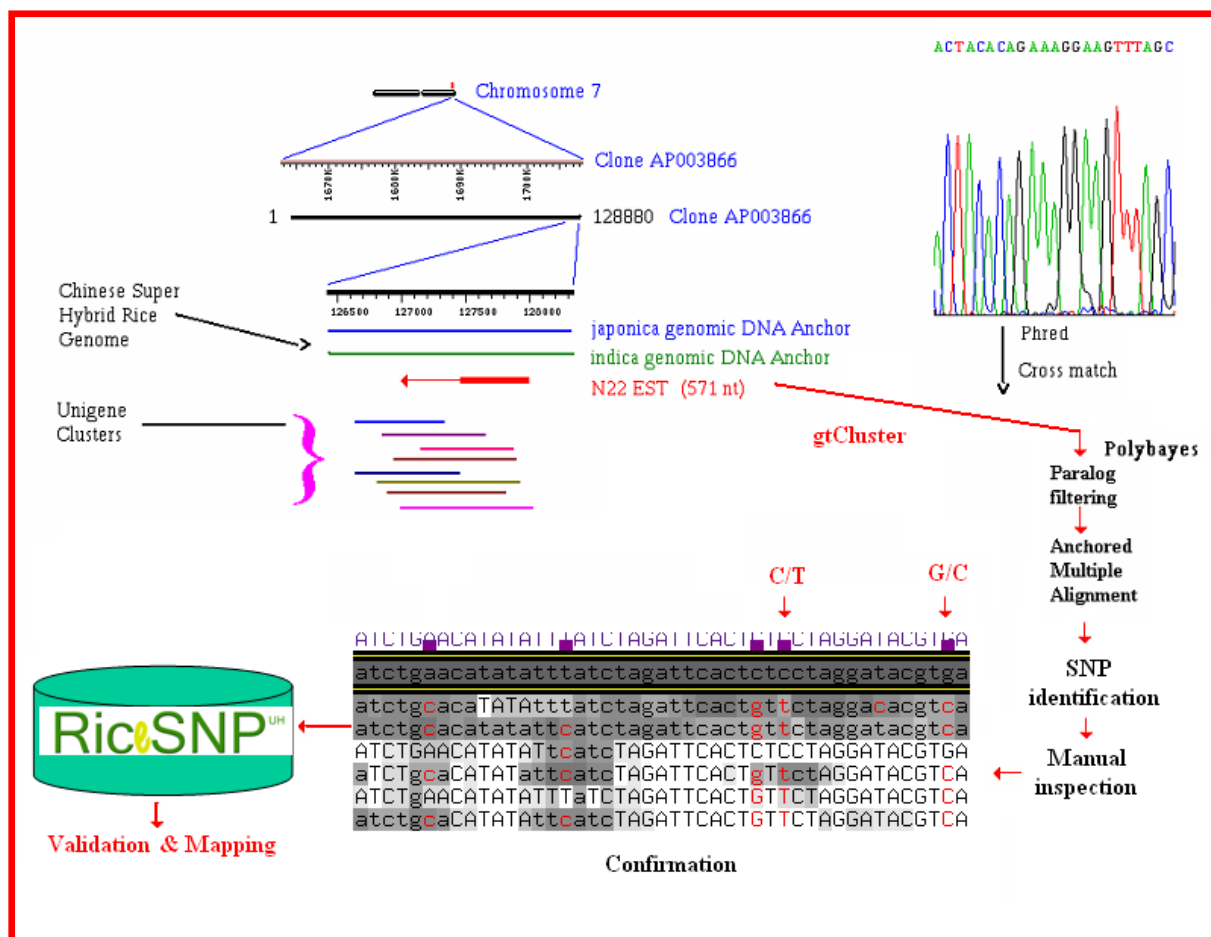 ACTACACAGAAAGGAAGTTTAGC
Chromosome 7
Clone AP003866
1670K
1680K
1690K
1700K
1
128880
Clone AP003866
Chinese Super
Hybrid Rice
Genome
126500 127000 127500 128000
japonica genomic DNA Anchor
indica genomic DNA Anchor
N22 EST (571 nt)
Phred
Cross match
Unigene
Clusters
gtCluster
Polybayes
Paralog
filtering
Anchored
Multiple
Alignment
SNP
identification
Manual
inspection
C/T
G/C
atctgaacatatatttatctagattcactctcctaggatacgtga
atctgcacaTATAtttatctagattcactgttctaggacacgtca
atctgcacatatattcatctagattcactgttctaggatacgtca
ATCTGAACATATATtcatcTAGATTCACTCTCCTAGGATACGTGA
aTCTgcaCATATattcatcTAGATTCACTgTtctAGGATACGTCA
ATCTGAACATATATTTaTCTAGATTCACTGTTCTAGGATACGTCA
atctgcaCATATATtcatcTAGATTCACTGTTCTAGGATACGTCA
Confirmation
RiceSNP UH
Validation & Mapping